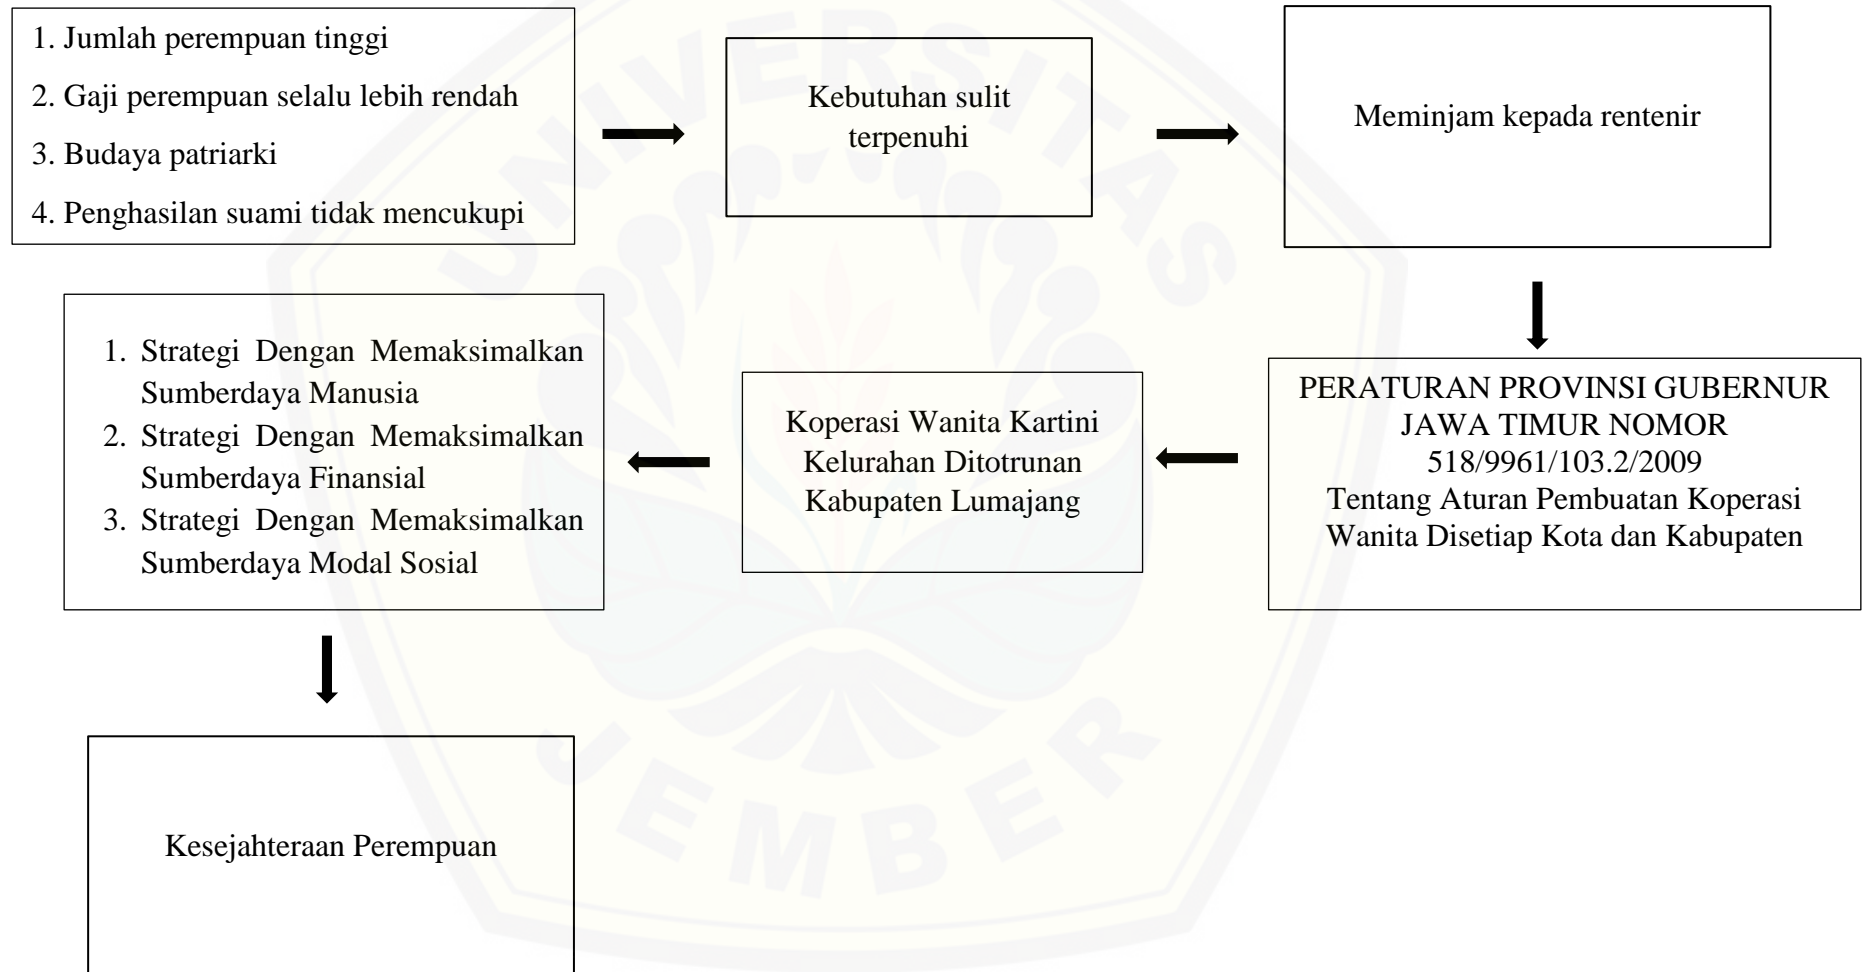 1. Jumlah perempuan tinggi
2. Gaji perempuan selalu lebih rendah
3. Budaya patriarki
4. Penghasilan suami tidak mencukupi
Kebutuhan sulit
terpenuhi
Meminjam kepada rentenir
PERATURAN PROVINSI GUBERNUR
JAWA TIMUR NOMOR
518/9961/103.2/2009
Tentang Aturan Pembuatan Koperasi
Wanita Disetiap Kota dan Kabupaten
Koperasi Wanita Kartini
Kelurahan Ditotrunan
Kabupaten Lumajang
1. Strategi Dengan Memaksimalkan
Sumberdaya Manusia
2. Strategi Dengan Memaksimalkan
Sumberdaya Finansial
3. Strategi Dengan Memaksimalkan
Sumberdaya Modal Sosial
Kesejahteraan Perempuan
UNIVERSITAS
JEMBER